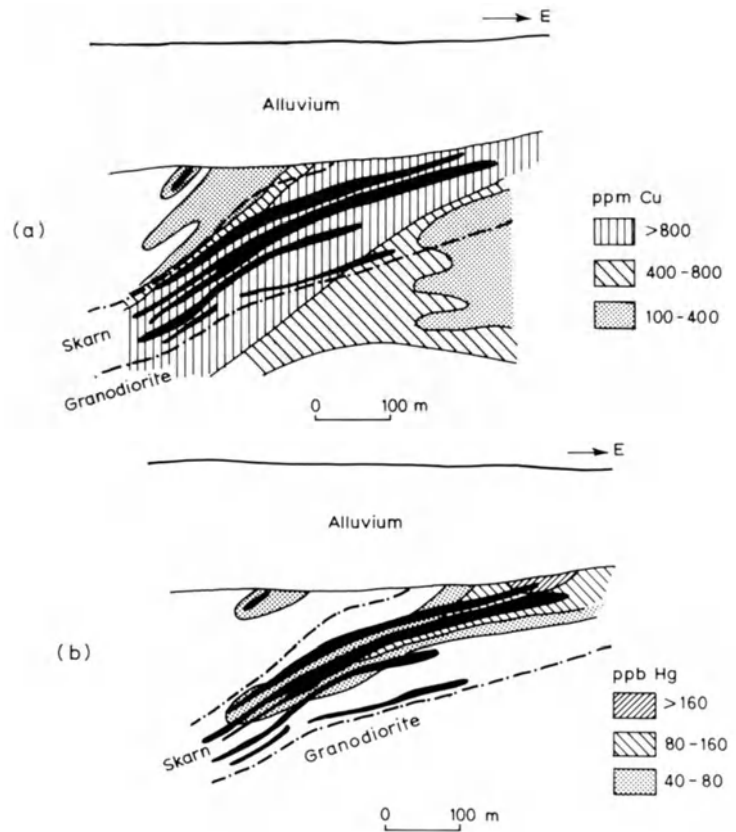 E
Alluvium
(a)
ppm Cu
>800
400-800
100-400
Skarn
Granodiorite
0 100 m
E
Alluvium
(b)
ppb Hg
>160
80-160
40-80
Skarn
Granodiorite
0 100 m